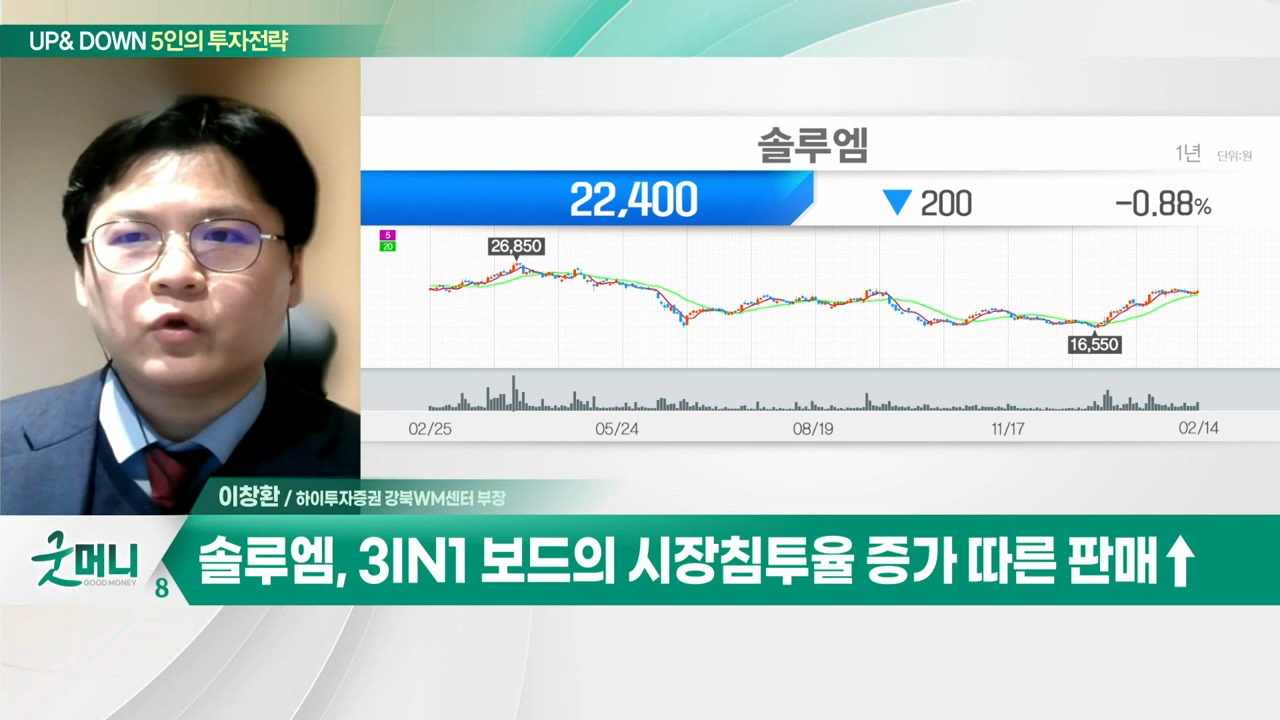 UP& DOWN 5인의 투자전략
솔루엠
1년 단위:원
22,400 ▼ 200 -0.88%
5
20
26,850
16,550
02/25 05/24 08/19 11/17 02/14
이창환 / 하이투자증권 강북WM센터 부장
굿머니
GOOD MONEY
8
솔루엠, 3IN1 보드의 시장침투율 증가 따른 판매↑